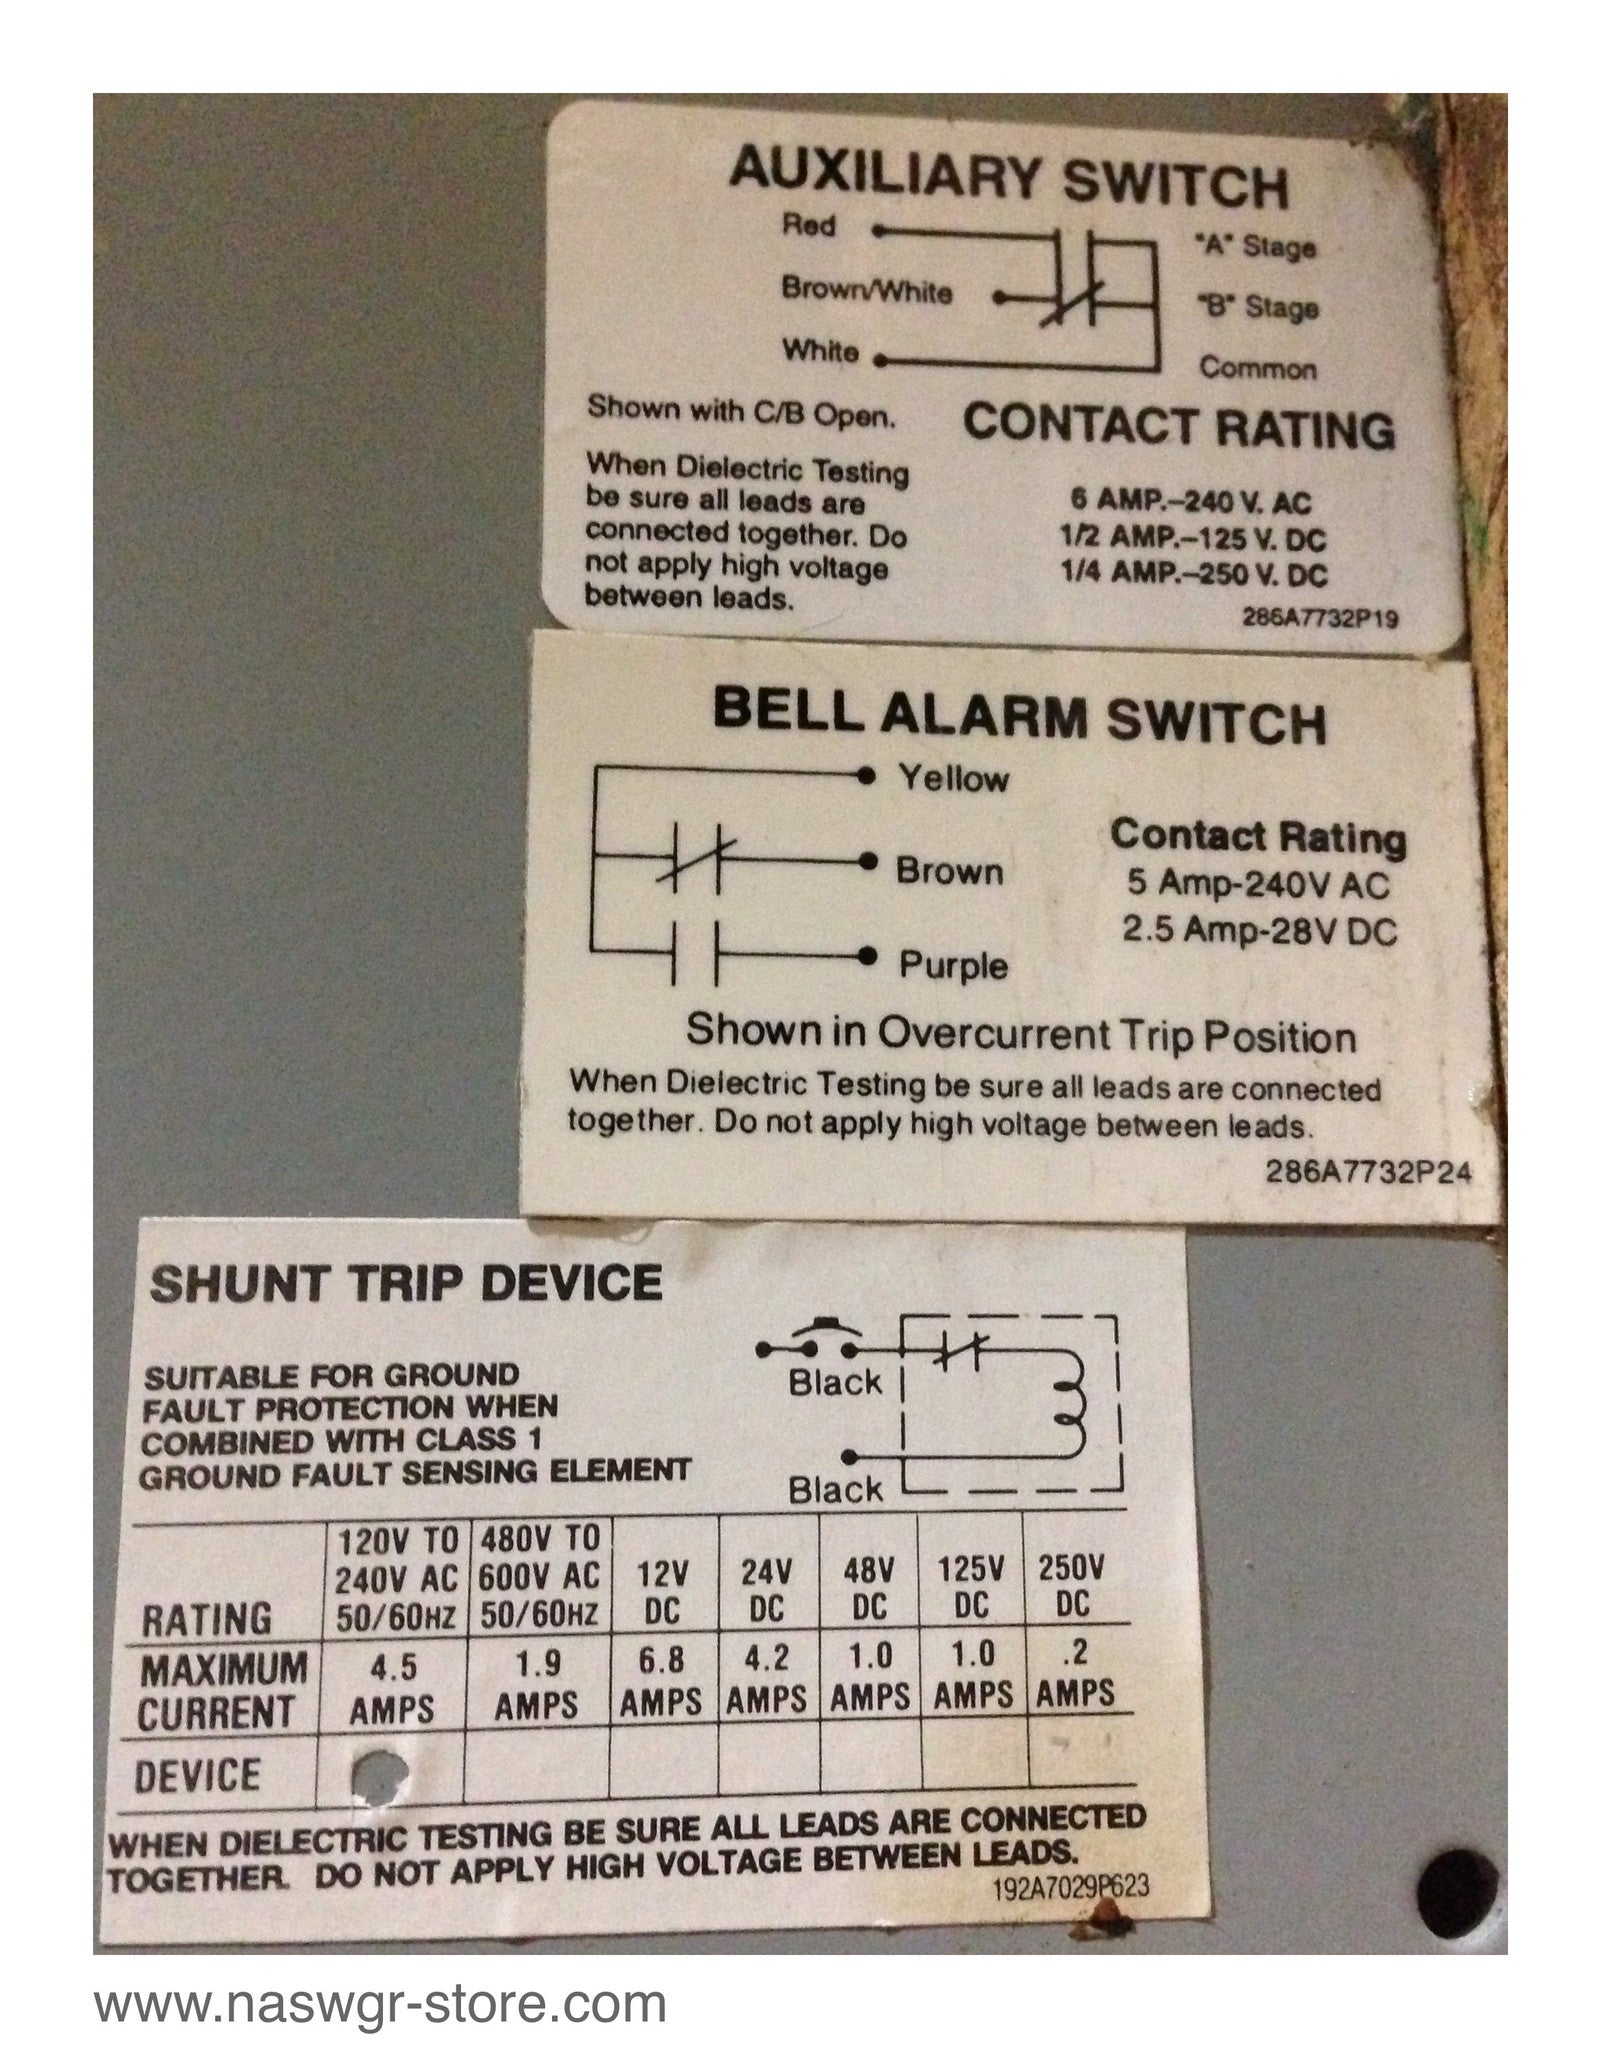 AUXILIARY SWITCH
Red "A" Stage
Brown/White "B" Stage
White Common
Shown with C/B Open.
When Dielectric Testing
be sure all leads are
connected together. Do
not apply high voltage
between leads.
CONTACT RATING
6 AMP.–240 V. AC
1/2 AMP.–125 V. DC
1/4 AMP.–250 V. DC
286A7732P19
BELL ALARM SWITCH
Yellow
Brown
Purple
Contact Rating
5 Amp-240V AC
2.5 Amp-28V DC
Shown in Overcurrent Trip Position
When Dielectric Testing be sure all leads are connected
together. Do not apply high voltage between leads.
286A7732P24
SHUNT TRIP DEVICE
SUITABLE FOR GROUND
FAULT PROTECTION WHEN
COMBINED WITH CLASS 1
GROUND FAULT SENSING ELEMENT
Black
Black
120V TO 480V TO
240V AC 600V AC 12V 24V 48V 125V 250V
RATING 50/60HZ 50/60HZ DC DC DC DC DC
MAXIMUM 4.5 1.9 6.8 4.2 1.0 1.0 .2
CURRENT AMPS AMPS AMPS AMPS AMPS AMPS AMPS
DEVICE
WHEN DIELECTRIC TESTING BE SURE ALL LEADS ARE CONNECTED
TOGETHER. DO NOT APPLY HIGH VOLTAGE BETWEEN LEADS.
192A7029P623
www.naswgr-store.com